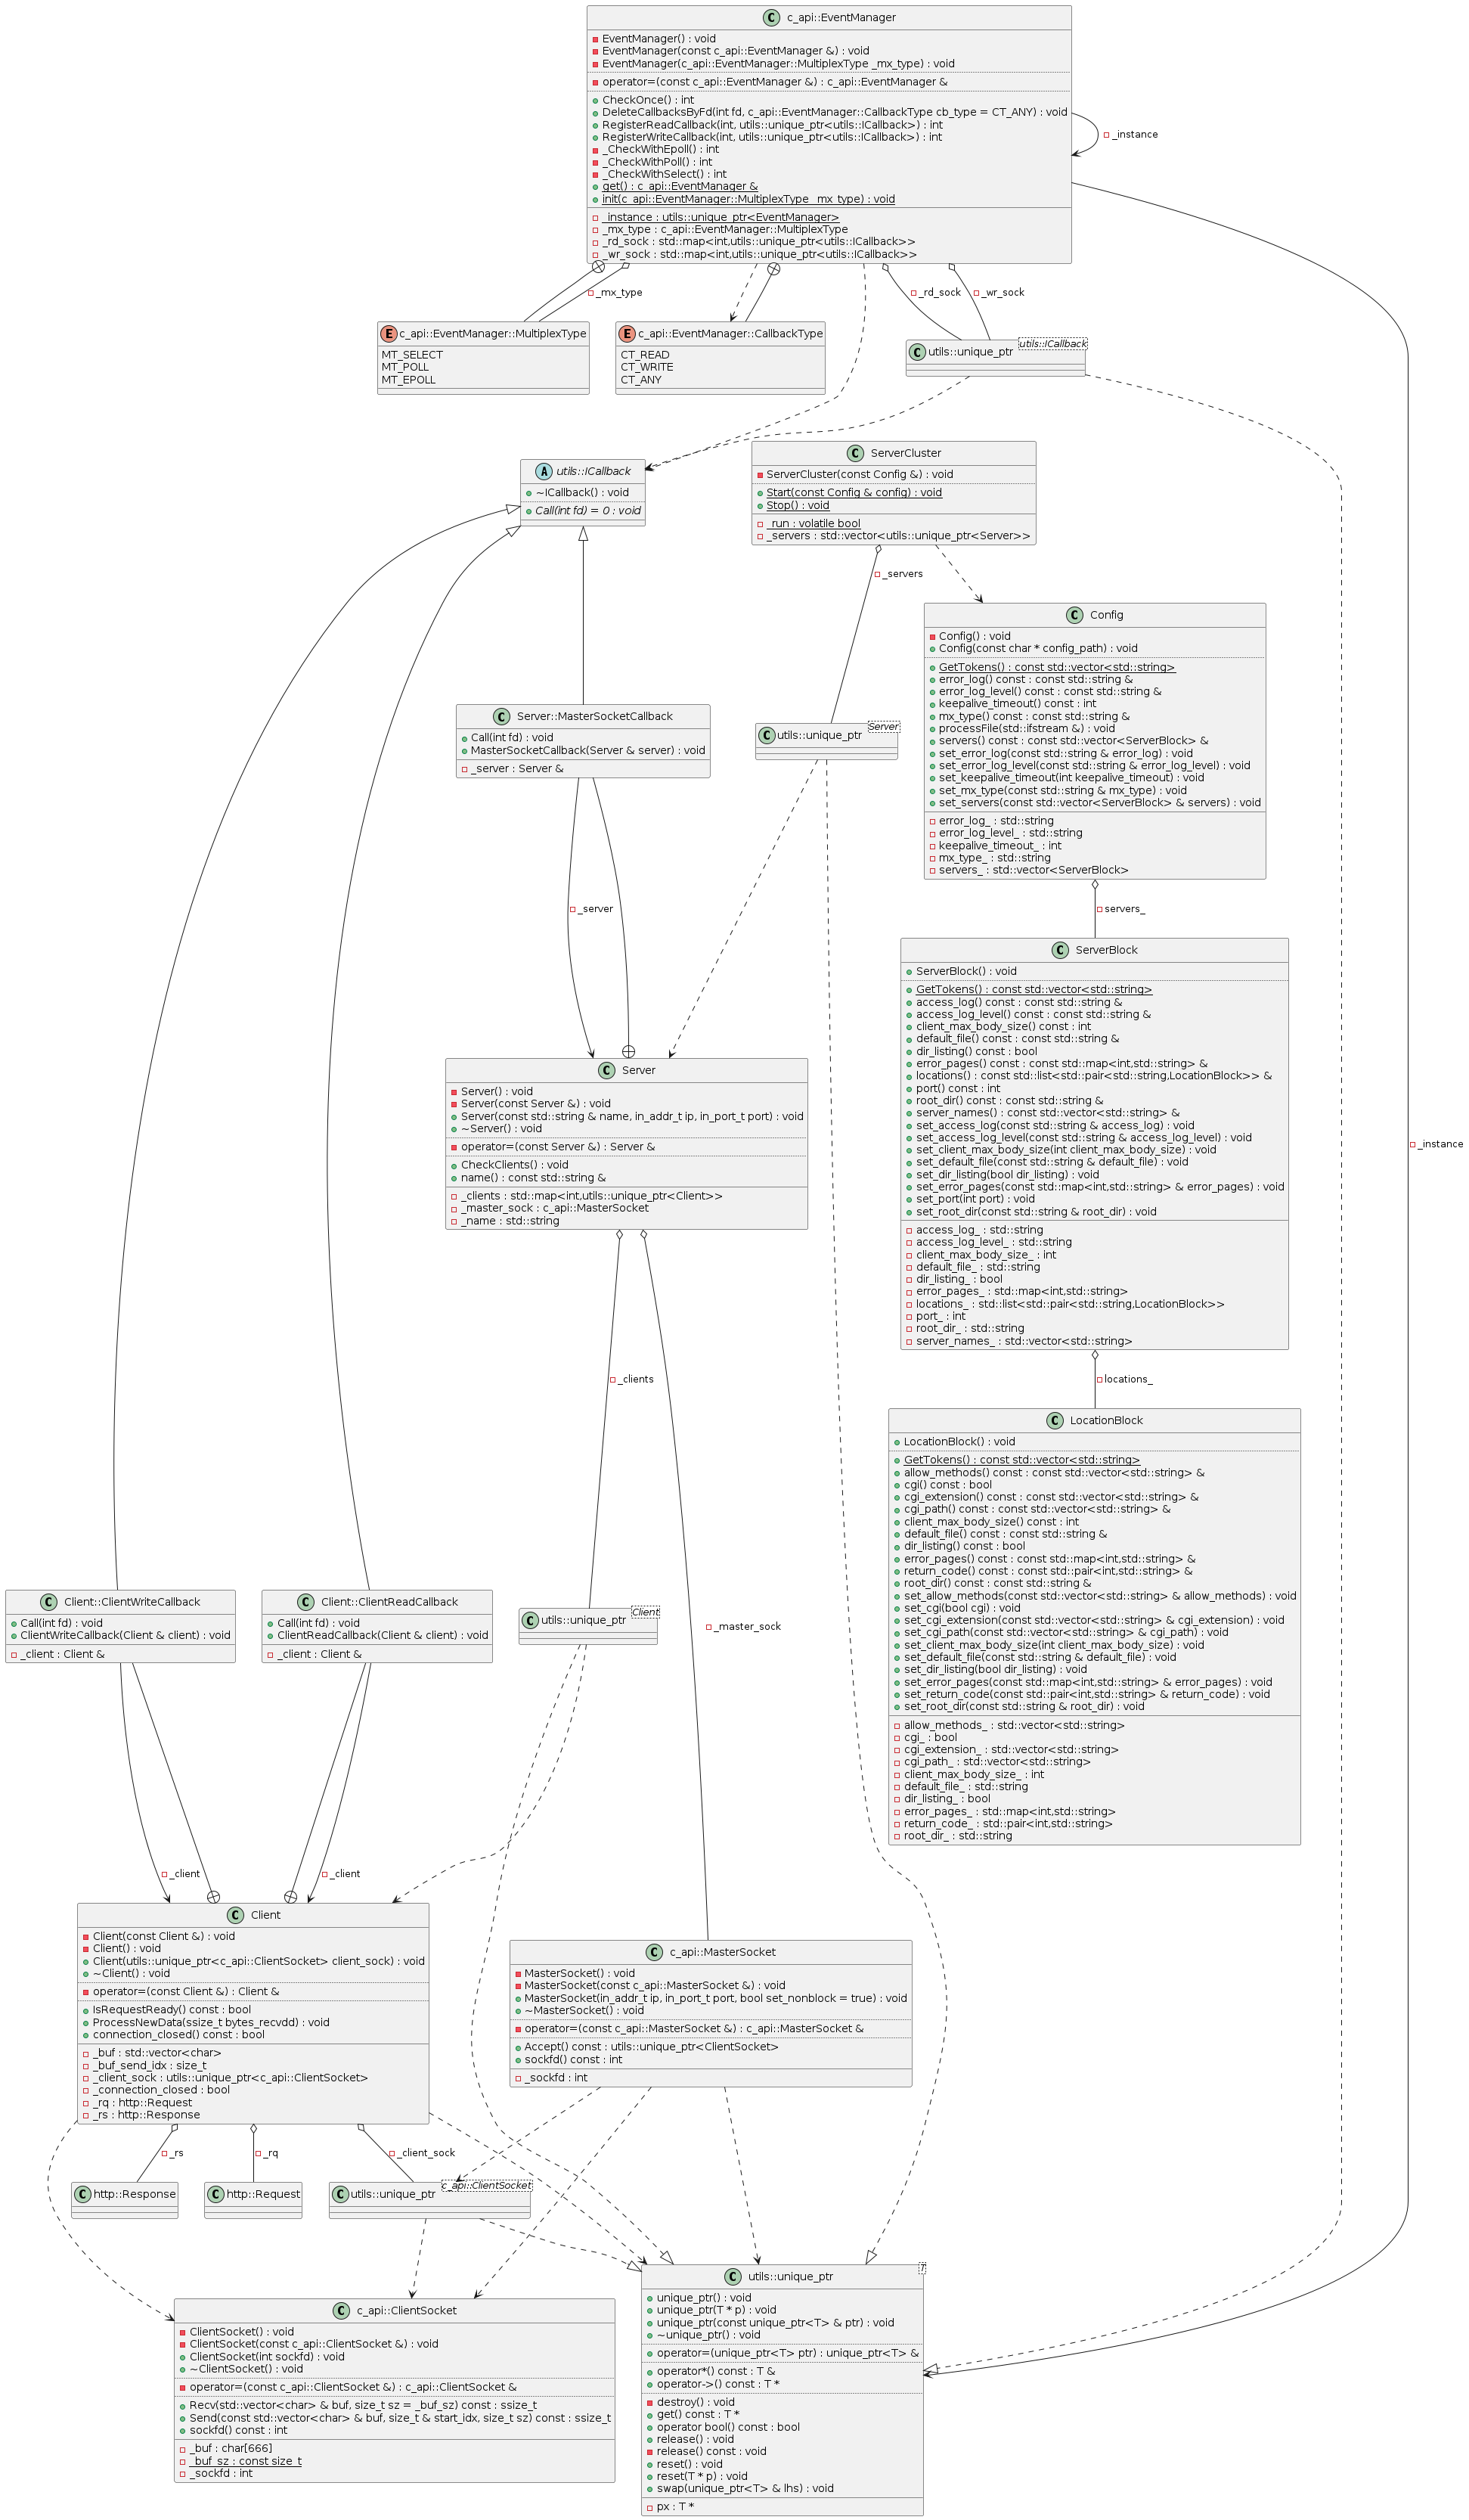 C c_api::EventManager
EventManager() : void
EventManager(const c_api::EventManager &) : void
EventManager(c_api::EventManager::MultiplexType _mx_type) : void
operator=(const c_api::EventManager &) : c_api::EventManager &
CheckOnce() : int
DeleteCallbacksByFd(int fd, c_api::EventManager::CallbackType cb_type = CT_ANY) : void
RegisterReadCallback(int, utils::unique_ptr<utils::ICallback>) : int
RegisterWriteCallback(int, utils::unique_ptr<utils::ICallback>) : int
_CheckWithEpoll() : int
_CheckWithPoll() : int
_CheckWithSelect() : int
get() : c_api::EventManager &
init(c_api::EventManager::MultiplexType _mx_type) : void
_instance : utils::unique_ptr<EventManager>
_mx_type : c_api::EventManager::MultiplexType
_rd_sock : std::map<int,utils::unique_ptr<utils::ICallback>>
_wr_sock : std::map<int,utils::unique_ptr<utils::ICallback>>
_instance
_mx_type
_rd_sock
_wr_sock
E c_api::EventManager::MultiplexType
MT_SELECT
MT_POLL
MT_EPOLL
E c_api::EventManager::CallbackType
CT_READ
CT_WRITE
CT_ANY
C utils::unique_ptr utils::ICallback
A utils::ICallback
~ICallback() : void
Call(int fd) = 0 : void
C ServerCluster
ServerCluster(const Config &) : void
Start(const Config & config) : void
Stop() : void
_run : volatile bool
_servers : std::vector<utils::unique_ptr<Server>>
_servers
C Config
Config() : void
Config(const char * config_path) : void
GetTokens() : const std::vector<std::string>
error_log() const : const std::string &
error_log_level() const : const std::string &
keepalive_timeout() const : int
mx_type() const : const std::string &
processFile(std::ifstream &) : void
servers() const : const std::vector<ServerBlock> &
set_error_log(const std::string & error_log) : void
set_error_log_level(const std::string & error_log_level) : void
set_keepalive_timeout(int keepalive_timeout) : void
set_mx_type(const std::string & mx_type) : void
set_servers(const std::vector<ServerBlock> & servers) : void
error_log_ : std::string
error_log_level_ : std::string
keepalive_timeout_ : int
mx_type_ : std::string
servers_ : std::vector<ServerBlock>
C Server::MasterSocketCallback
Call(int fd) : void
MasterSocketCallback(Server & server) : void
_server : Server &
C utils::unique_ptr Server
_server
servers_
C ServerBlock
ServerBlock() : void
GetTokens() : const std::vector<std::string>
access_log() const : const std::string &
access_log_level() const : const std::string &
client_max_body_size() const : int
default_file() const : const std::string &
dir_listing() const : bool
error_pages() const : const std::map<int,std::string> &
locations() : const std::list<std::pair<std::string,LocationBlock>> &
port() const : int
root_dir() const : const std::string &
server_names() : const std::vector<std::string> &
set_access_log(const std::string & access_log) : void
set_access_log_level(const std::string & access_log_level) : void
set_client_max_body_size(int client_max_body_size) : void
set_default_file(const std::string & default_file) : void
set_dir_listing(bool dir_listing) : void
set_error_pages(const std::map<int,std::string> & error_pages) : void
set_port(int port) : void
set_root_dir(const std::string & root_dir) : void
access_log_ : std::string
access_log_level_ : std::string
client_max_body_size_ : int
default_file_ : std::string
dir_listing_ : bool
error_pages_ : std::map<int,std::string>
locations_ : std::list<std::pair<std::string,LocationBlock>>
port_ : int
root_dir_ : std::string
server_names_ : std::vector<std::string>
_instance
C Server
Server() : void
Server(const Server &) : void
Server(const std::string & name, in_addr_t ip, in_port_t port) : void
~Server() : void
operator=(const Server &) : Server &
CheckClients() : void
name() : const std::string &
_clients : std::map<int,utils::unique_ptr<Client>>
_master_sock : c_api::MasterSocket
_name : std::string
_clients
locations_
C LocationBlock
LocationBlock() : void
GetTokens() : const std::vector<std::string>
allow_methods() const : const std::vector<std::string> &
cgi() const : bool
cgi_extension() const : const std::vector<std::string> &
cgi_path() const : const std::vector<std::string> &
client_max_body_size() const : int
default_file() const : const std::string &
dir_listing() const : bool
error_pages() const : const std::map<int,std::string> &
return_code() const : const std::pair<int,std::string> &
root_dir() const : const std::string &
set_allow_methods(const std::vector<std::string> & allow_methods) : void
set_cgi(bool cgi) : void
set_cgi_extension(const std::vector<std::string> & cgi_extension) : void
set_cgi_path(const std::vector<std::string> & cgi_path) : void
set_client_max_body_size(int client_max_body_size) : void
set_default_file(const std::string & default_file) : void
set_dir_listing(bool dir_listing) : void
set_error_pages(const std::map<int,std::string> & error_pages) : void
set_return_code(const std::pair<int,std::string> & return_code) : void
set_root_dir(const std::string & root_dir) : void
allow_methods_ : std::vector<std::string>
cgi_ : bool
cgi_extension_ : std::vector<std::string>
cgi_path_ : std::vector<std::string>
client_max_body_size_ : int
default_file_ : std::string
dir_listing_ : bool
error_pages_ : std::map<int,std::string>
return_code_ : std::pair<int,std::string>
root_dir_ : std::string
C Client::ClientWriteCallback
Call(int fd) : void
ClientWriteCallback(Client & client) : void
_client : Client &
C Client::ClientReadCallback
Call(int fd) : void
ClientReadCallback(Client & client) : void
_client : Client &
C utils::unique_ptr Client
_master_sock
_client
_client
C Client
Client(const Client &) : void
Client() : void
Client(utils::unique_ptr<c_api::ClientSocket> client_sock) : void
~Client() : void
operator=(const Client &) : Client &
IsRequestReady() const : bool
ProcessNewData(ssize_t bytes_recvdd) : void
connection_closed() const : bool
_buf : std::vector<char>
_buf_send_idx : size_t
_client_sock : utils::unique_ptr<c_api::ClientSocket>
_connection_closed : bool
_rq : http::Request
_rs : http::Response
C c_api::MasterSocket
MasterSocket() : void
MasterSocket(const c_api::MasterSocket &) : void
MasterSocket(in_addr_t ip, in_port_t port, bool set_nonblock = true) : void
~MasterSocket() : void
operator=(const c_api::MasterSocket &) : c_api::MasterSocket &
Accept() const : utils::unique_ptr<ClientSocket>
sockfd() const : int
_sockfd : int
_rs
_rq
_client_sock
C http::Response
C http::Request
C utils::unique_ptr c_api::ClientSocket
C c_api::ClientSocket
ClientSocket() : void
ClientSocket(const c_api::ClientSocket &) : void
ClientSocket(int sockfd) : void
~ClientSocket() : void
operator=(const c_api::ClientSocket &) : c_api::ClientSocket &
Recv(std::vector<char> & buf, size_t sz = _buf_sz) const : ssize_t
Send(const std::vector<char> & buf, size_t & start_idx, size_t sz) const : ssize_t
sockfd() const : int
_buf : char[666]
_buf_sz : const size_t
_sockfd : int
C utils::unique_ptr T
unique_ptr() : void
unique_ptr(T * p) : void
unique_ptr(const unique_ptr<T> & ptr) : void
~unique_ptr() : void
operator=(unique_ptr<T> ptr) : unique_ptr<T> &
operator*() const : T &
operator->() const : T *
destroy() : void
get() const : T *
operator bool() const : bool
release() : void
release() const : void
reset() : void
reset(T * p) : void
swap(unique_ptr<T> & lhs) : void
px : T *